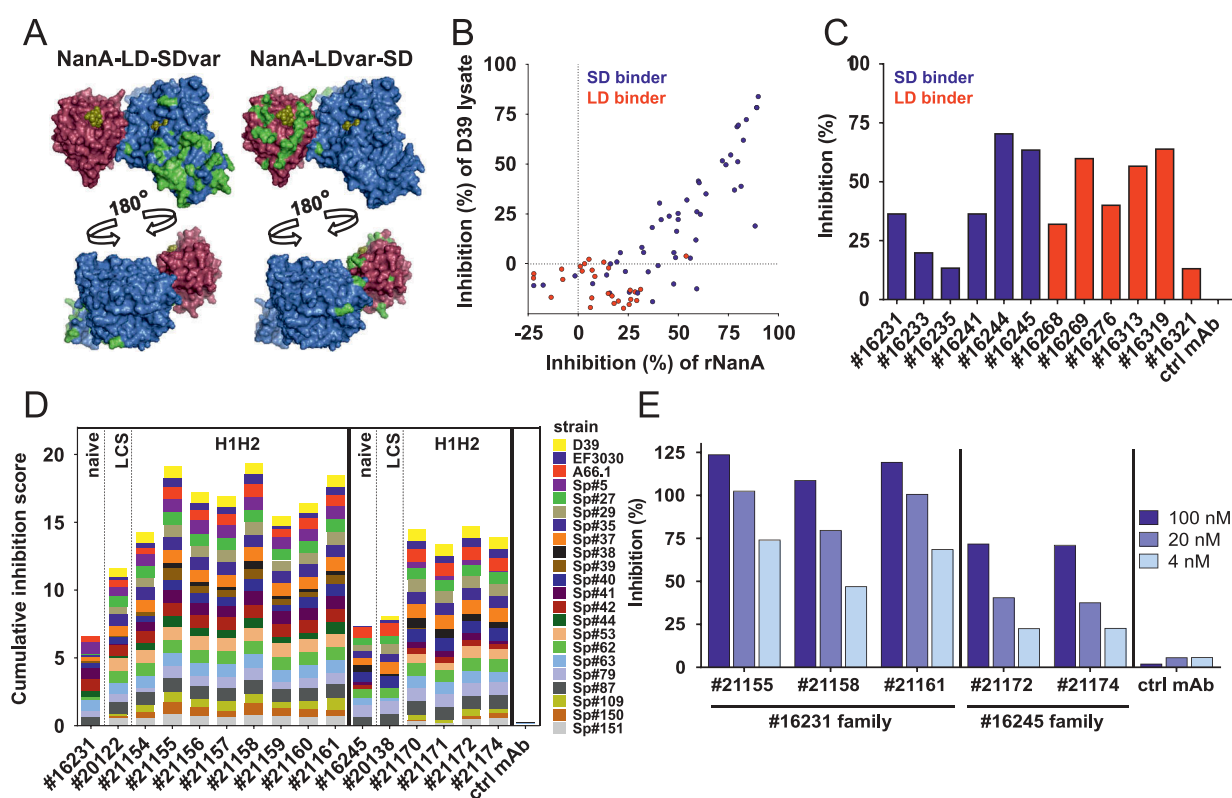 A
NanA-LD-SDvar
NanA-LDvar-SD
180°
180°
B
Inhibition (%) of D39 lysate
100
75
50
25
0
SD binder
LD binder
-25
0
25
50
75
100
Inhibition (%) of rNanA
C
Inhibition (%)
100
75
50
25
0
SD binder
LD binder
#16231
#16233
#16235
#16241
#16244
#16245
#16268
#16269
#16276
#16313
#16319
#16321
ctrl mAb
D
Cumulative inhibition score
20
15
10
5
0
naive
LCS
H1H2
naive
LCS
H1H2
#16231
#20122
#21154
#21155
#21156
#21157
#21158
#21159
#21160
#21161
#16245
#20138
#21170
#21171
#21172
#21174
ctrl mAb
strain
D39
EF3030
A66.1
Sp#5
Sp#27
Sp#29
Sp#35
Sp#37
Sp#38
Sp#39
Sp#40
Sp#41
Sp#42
Sp#44
Sp#53
Sp#62
Sp#63
Sp#79
Sp#87
Sp#109
Sp#150
Sp#151
E
Inhibition (%)
125
100
75
50
25
0
100 nM
20 nM
4 nM
#21155
#21158
#21161
#21172
#21174
ctrl mAb
#16231 family
#16245 family